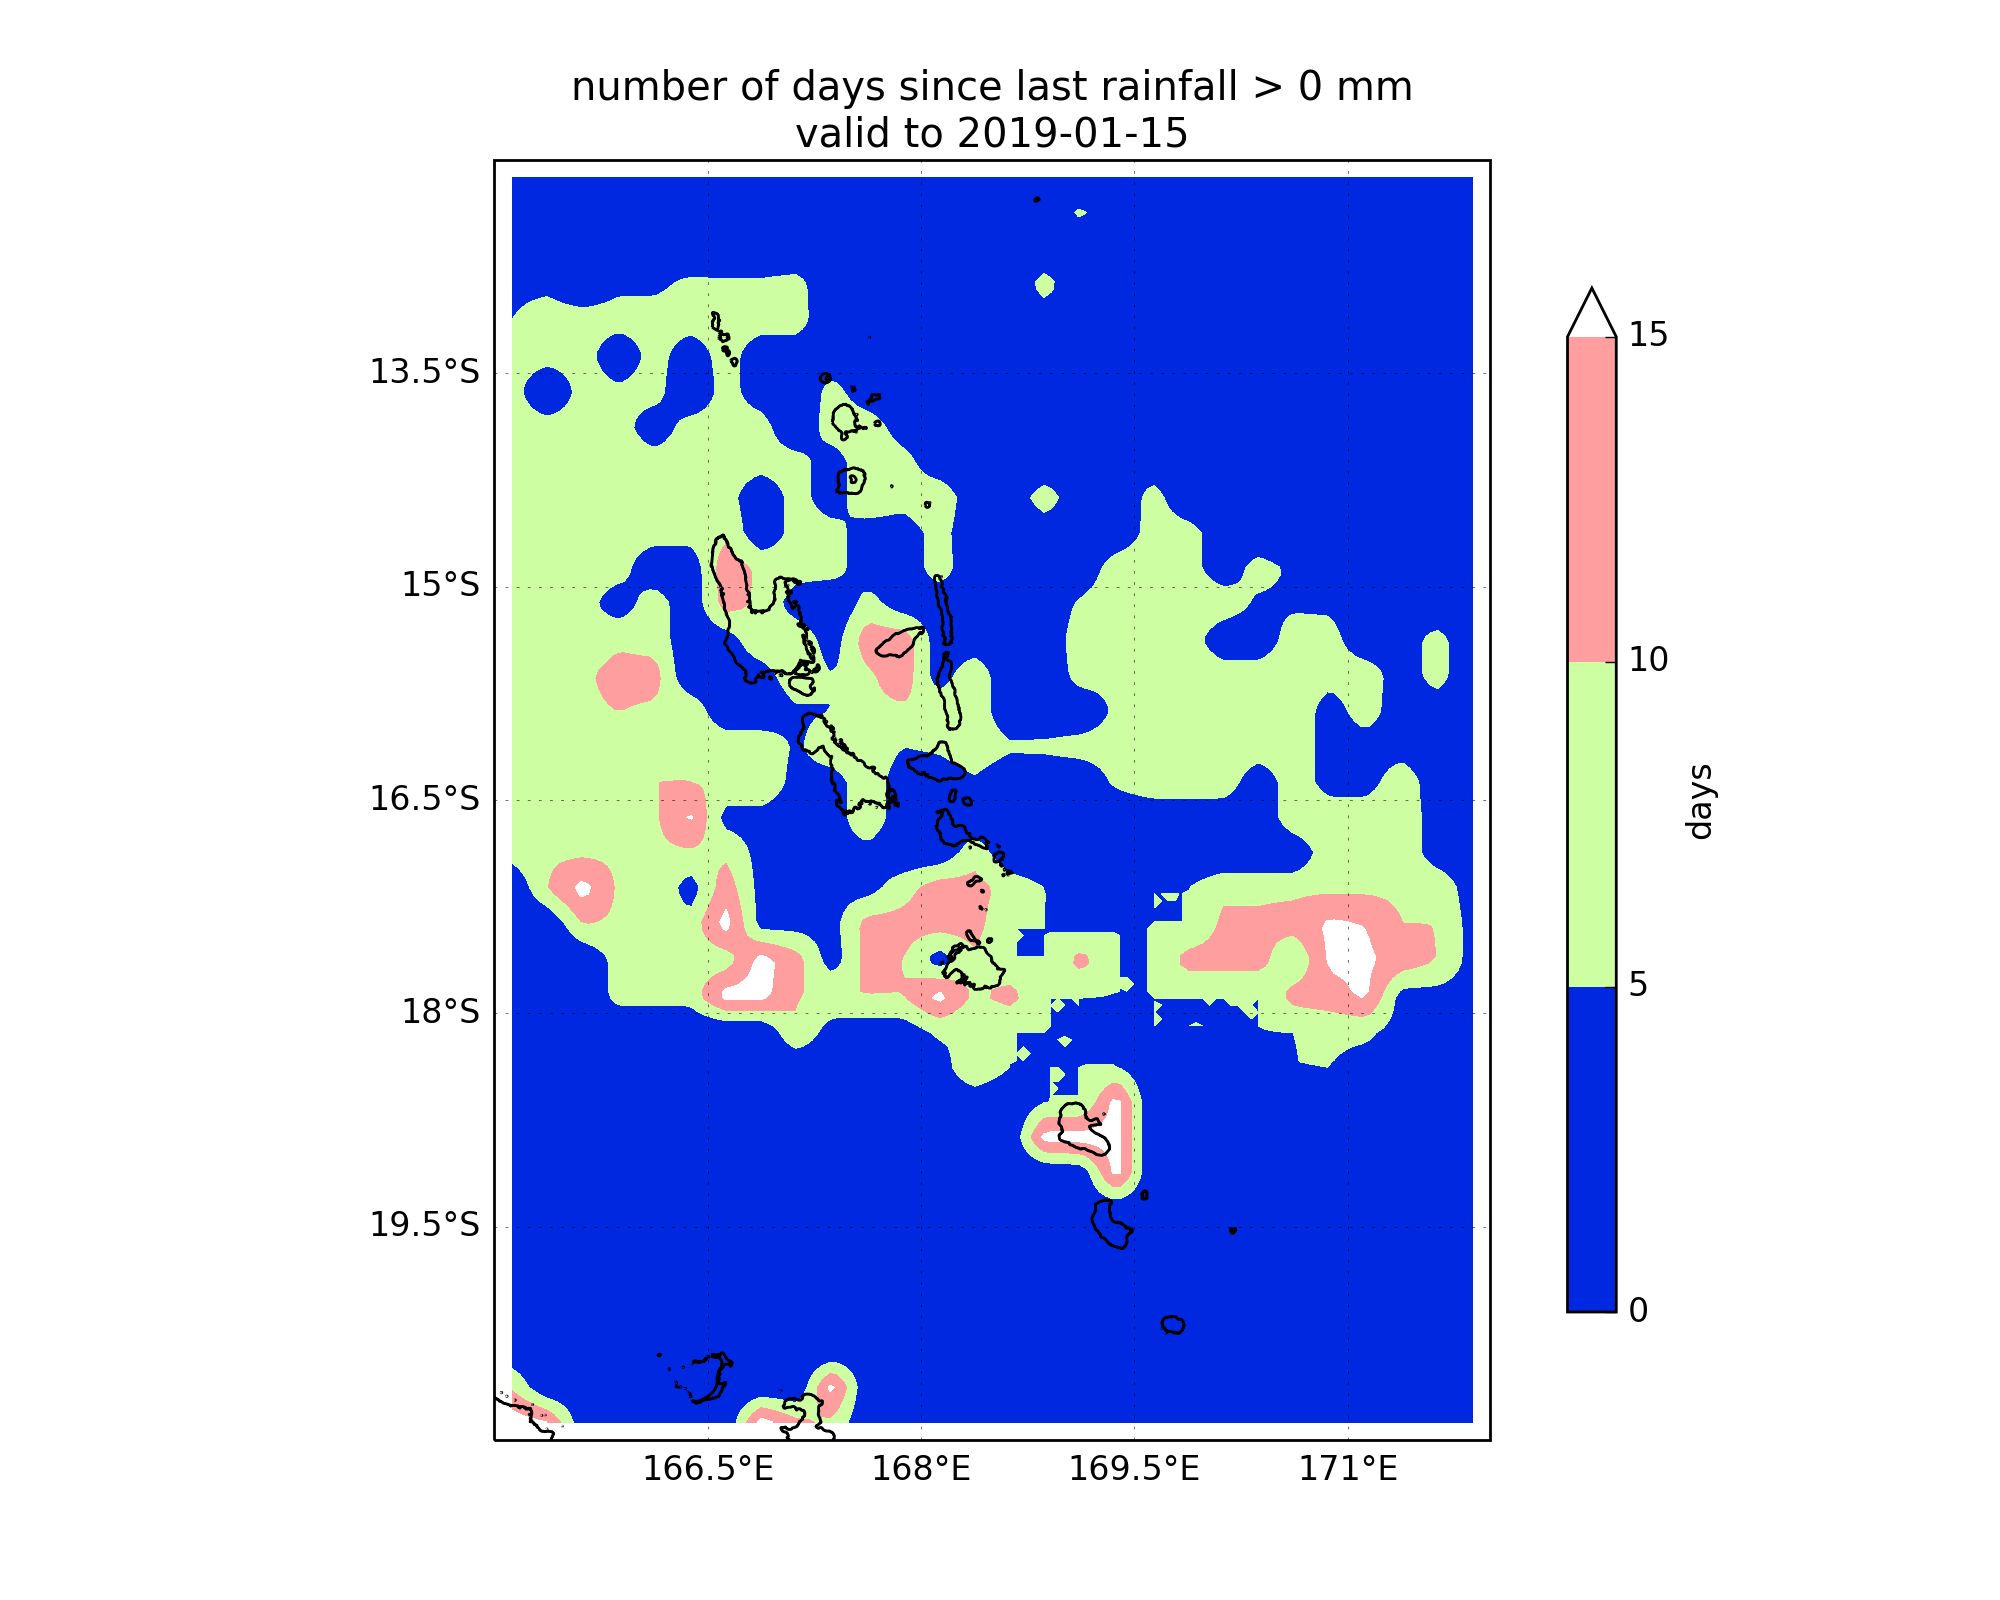 number of days since last rainfall > 0 mm
valid to 2019-01-15
13.5°S
15°S
16.5°S
18°S
19.5°S
166.5°E
168°E
169.5°E
171°E
15
10
5
0
days